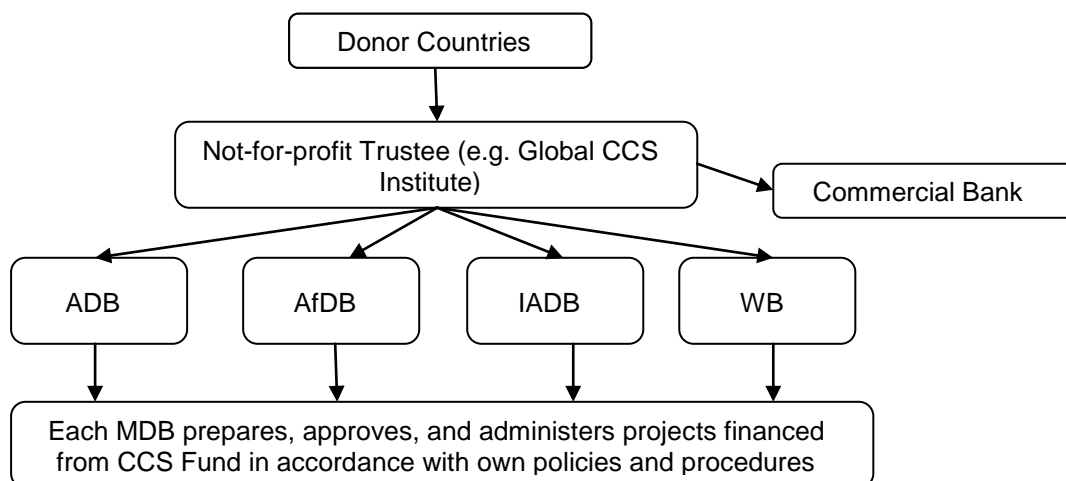 Donor Countries
Not-for-profit Trustee (e.g. Global CCS
Institute)
Commercial Bank
ADB
AfDB
IADB
WB
Each MDB prepares, approves, and administers projects financed
from CCS Fund in accordance with own policies and procedures